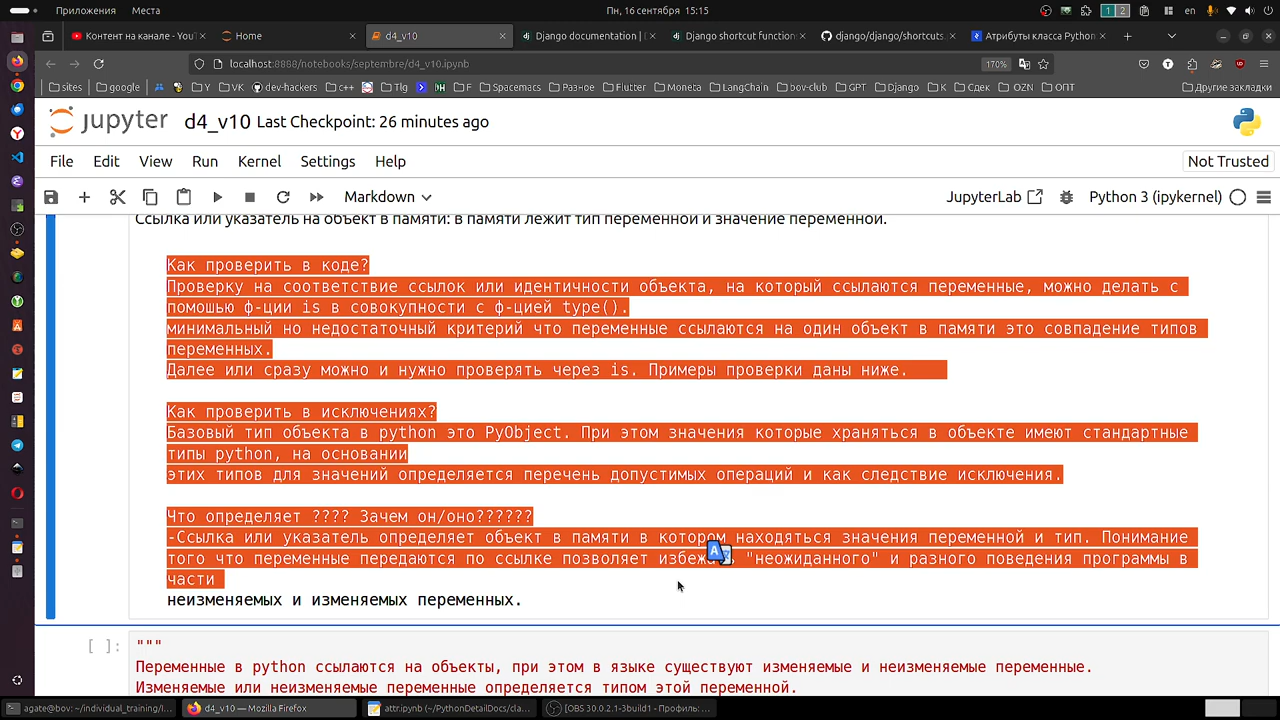 Приложения Места Пн, 16 сентября 15:15 1 2 en
Контент на канале - YouT Home d4_v10 Django documentation | Django shortcut function: django/django/shortcuts. Атрибуты класса Python
localhost:8888/notebooks/septembre/d4_v10.ipynb 170%
sites google Y VK dev-hackers c++ Tlg F Spacemacs Разное Flutter Moneta LangChain bov-club GPT Django K Сдек OZN ОПТ Другие закладки
jupyter d4_v10 Last Checkpoint: 26 minutes ago
File Edit View Run Kernel Settings Help Not Trusted
Markdown JupyterLab Python 3 (ipykernel)
Ссылка или указатель на объект в памяти: в памяти лежит тип переменной и значение переменной.
Как проверить в коде?
Проверку на соответствие ссылок или идентичности объекта, на который ссылаются переменные, можно делать с
помошью ф-ции is в совокупности с ф-цией type().
минимальный но недостаточный критерий что переменные ссылаются на один объект в памяти это совпадение типов
переменных.
Далее или сразу можно и нужно проверять через is. Примеры проверки даны ниже.
Как проверить в исключениях?
Базовый тип объекта в python это PyObject. При этом значения которые храняться в объекте имеют стандартные
типы python, на основании
этих типов для значений определяется перечень допустимых операций и как следствие исключения.
Что определяет ???? Зачем он/оно??????
-Ссылка или указатель определяет объект в памяти в котором находяться значения переменной и тип. Понимание
того что переменные передаются по ссылке позволяет "неожиданного" и разного поведения программы в
части
неизменяемых и изменяемых переменных.
[ ]: """
Переменные в python ссылаются на объекты, при этом в языке существуют изменяемые и неизменяемые переменные.
Изменяемые или неизменяемые переменные определяется типом этой переменной.
agate@bov: ~/individual_training/l... d4_v10 — Mozilla Firefox attr.ipynb (~/PythonDetailDocs/cla... [OBS 30.0.2.1-3build1 - Профиль: ...